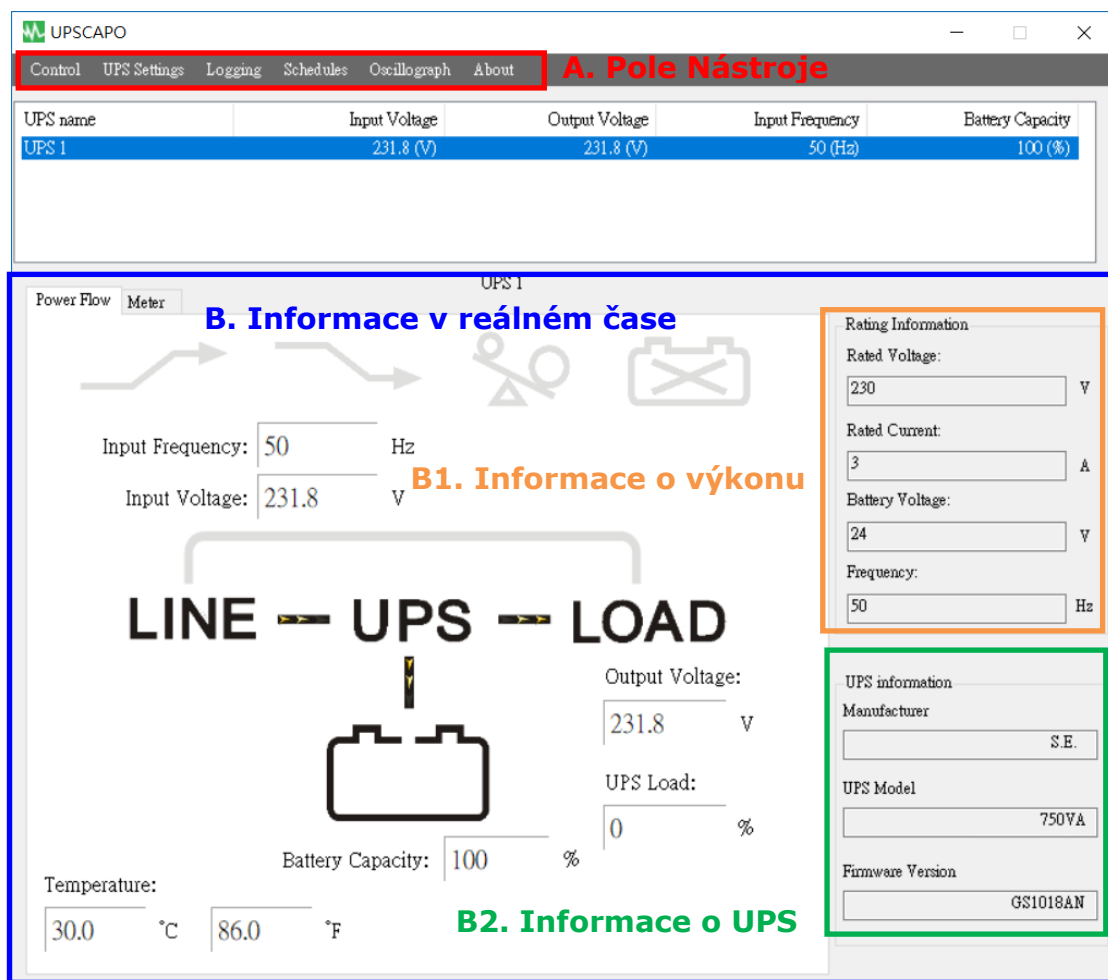 UPSCAPO
Control UPS Settings Logging Schedules Oscillograph About A. Pole Nástroje
UPS name Input Voltage Output Voltage Input Frequency Battery Capacity
UPS 1 231.8 (V) 231.8 (V) 50 (Hz) 100 (%)
UPS 1
Power Flow Meter
B. Informace v reálném čase
Input Frequency: 50 Hz
Input Voltage: 231.8 V
B1. Informace o výkonu
LINE UPS LOAD
Output Voltage:
231.8 V
UPS Load:
0 %
Battery Capacity: 100 %
Temperature:
30.0 °C 86.0 °F
B2. Informace o UPS
Rating Information
Rated Voltage:
230 V
Rated Current:
3 A
Battery Voltage:
24 V
Frequency:
50 Hz
UPS information
Manufacturer
S.E.
UPS Model
750VA
Firmware Version
GS1018AN